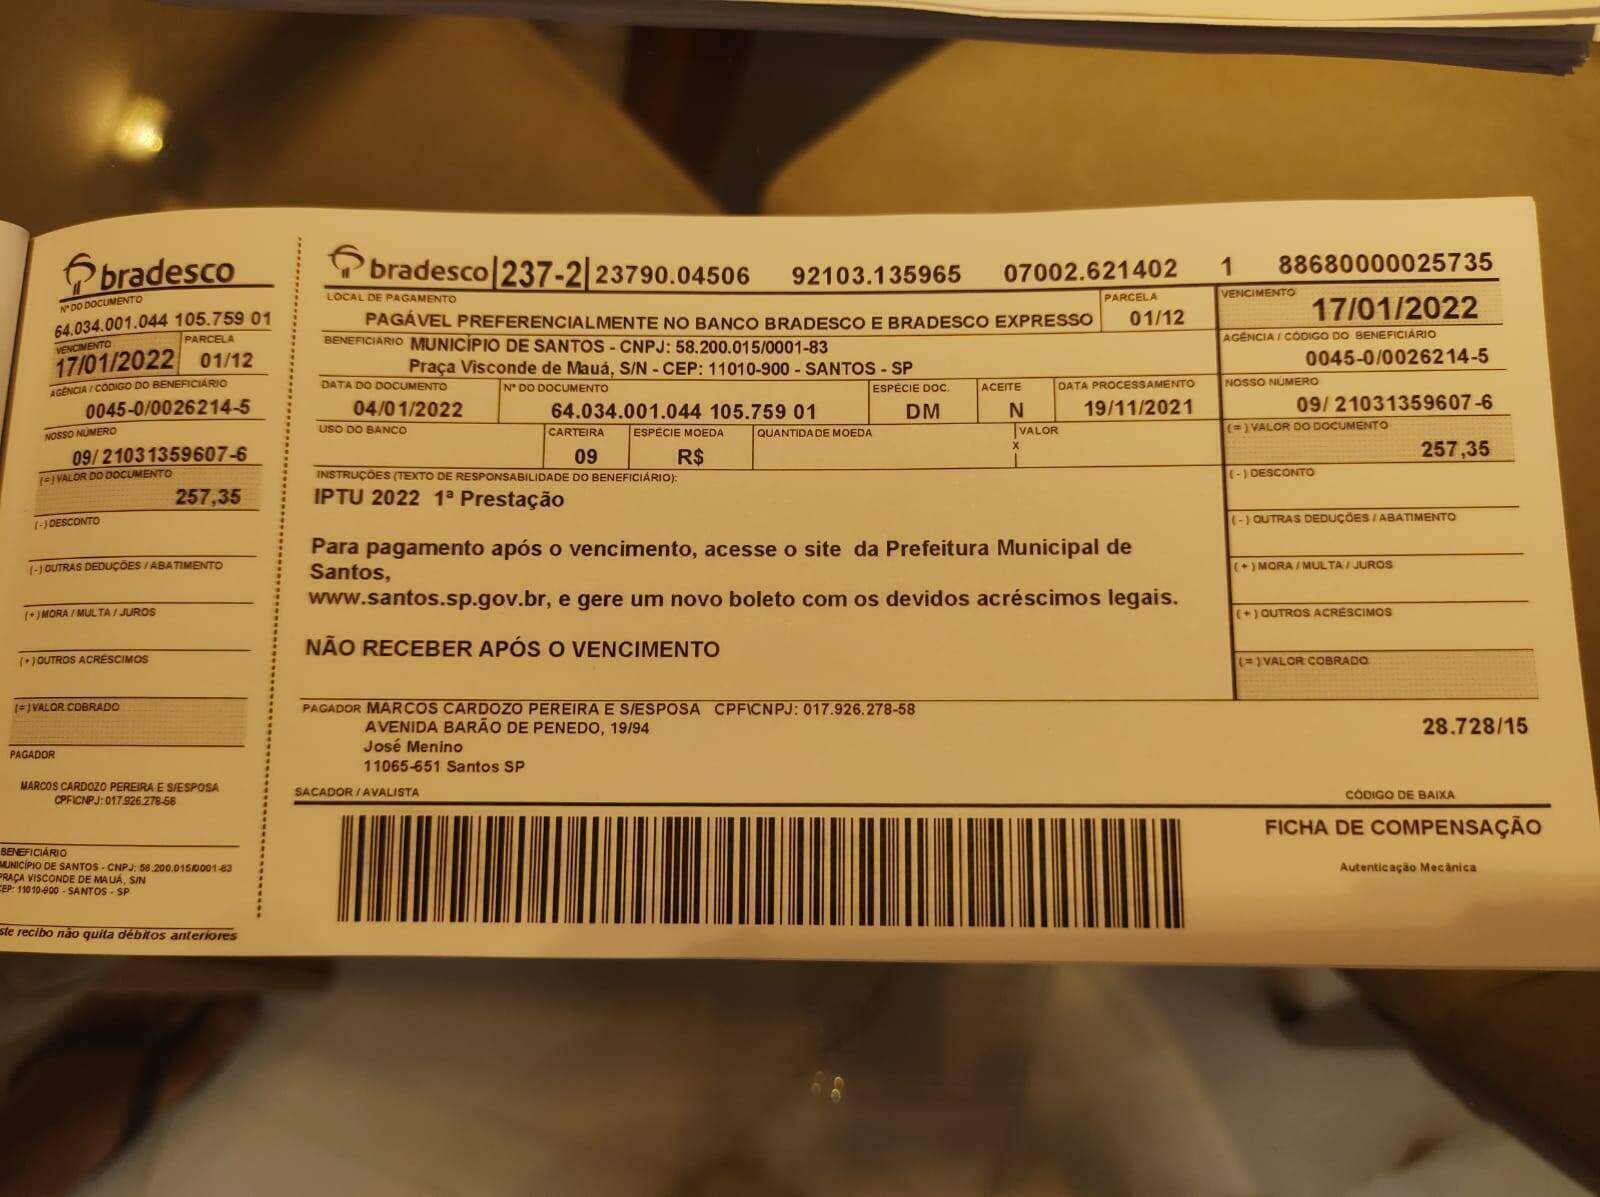 bradesco
Nº DO DOCUMENTO
64.034.001.044 105.759 01
VENCIMENTO PARCELA
17/01/2022 01/12
AGÊNCIA / CÓDIGO DO BENEFICIÁRIO
0045-0/0026214-5
NOSSO NÚMERO
09/ 21031359607-6
(=) VALOR DO DOCUMENTO
257,35
(-) DESCONTO
(-) OUTRAS DEDUÇÕES / ABATIMENTO
(+) MORA / MULTA / JUROS
(+) OUTROS ACRÉSCIMOS
(=) VALOR COBRADO
PAGADOR
MARCOS CARDOZO PEREIRA E S/ESPOSA
CPF\CNPJ: 017.926.278-58
BENEFICIÁRIO
MUNICÍPIO DE SANTOS - CNPJ: 58.200.015/0001-83
PRAÇA VISCONDE DE MAUÁ, S/N
CEP: 11010-900 - SANTOS - SP
ste recibo não quita débitos anteriores
bradesco 237-2 23790.04506 92103.135965 07002.621402 1 88680000025735
LOCAL DE PAGAMENTO PARCELA VENCIMENTO
PAGÁVEL PREFERENCIALMENTE NO BANCO BRADESCO E BRADESCO EXPRESSO 01/12 17/01/2022
BENEFICIÁRIO MUNICÍPIO DE SANTOS - CNPJ: 58.200.015/0001-83 AGÊNCIA / CÓDIGO DO BENEFICIÁRIO
Praça Visconde de Mauá, S/N - CEP: 11010-900 - SANTOS - SP 0045-0/0026214-5
DATA DO DOCUMENTO Nº DO DOCUMENTO ESPÉCIE DOC. ACEITE DATA PROCESSAMENTO NOSSO NÚMERO
04/01/2022 64.034.001.044 105.759 01 DM N 19/11/2021 09/ 21031359607-6
USO DO BANCO CARTEIRA ESPÉCIE MOEDA QUANTIDADE MOEDA VALOR (=) VALOR DO DOCUMENTO
09 R$ x 257,35
INSTRUÇÕES (TEXTO DE RESPONSABILIDADE DO BENEFICIÁRIO): (-) DESCONTO
IPTU 2022 1ª Prestação
(-) OUTRAS DEDUÇÕES / ABATIMENTO
Para pagamento após o vencimento, acesse o site da Prefeitura Municipal de
Santos, (+) MORA / MULTA / JUROS
www.santos.sp.gov.br, e gere um novo boleto com os devidos acréscimos legais.
(+) OUTROS ACRÉSCIMOS
NÃO RECEBER APÓS O VENCIMENTO
(=) VALOR COBRADO
PAGADOR MARCOS CARDOZO PEREIRA E S/ESPOSA CPF\CNPJ: 017.926.278-58
AVENIDA BARÃO DE PENEDO, 19/94 28.728/15
José Menino
11065-651 Santos SP
SACADOR / AVALISTA CÓDIGO DE BAIXA
FICHA DE COMPENSAÇÃO
Autenticação Mecânica